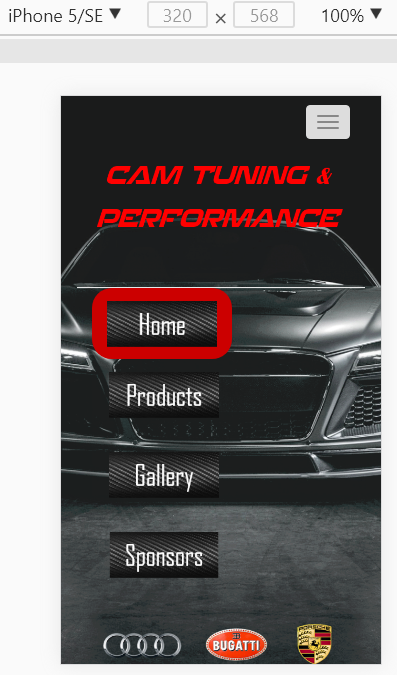 iPhone 5/SE ▼ 320 × 568 100% ▼
CAM TUNING &
PERFORMANCE
Home
Products
Gallery
Sponsors
BUGATTI